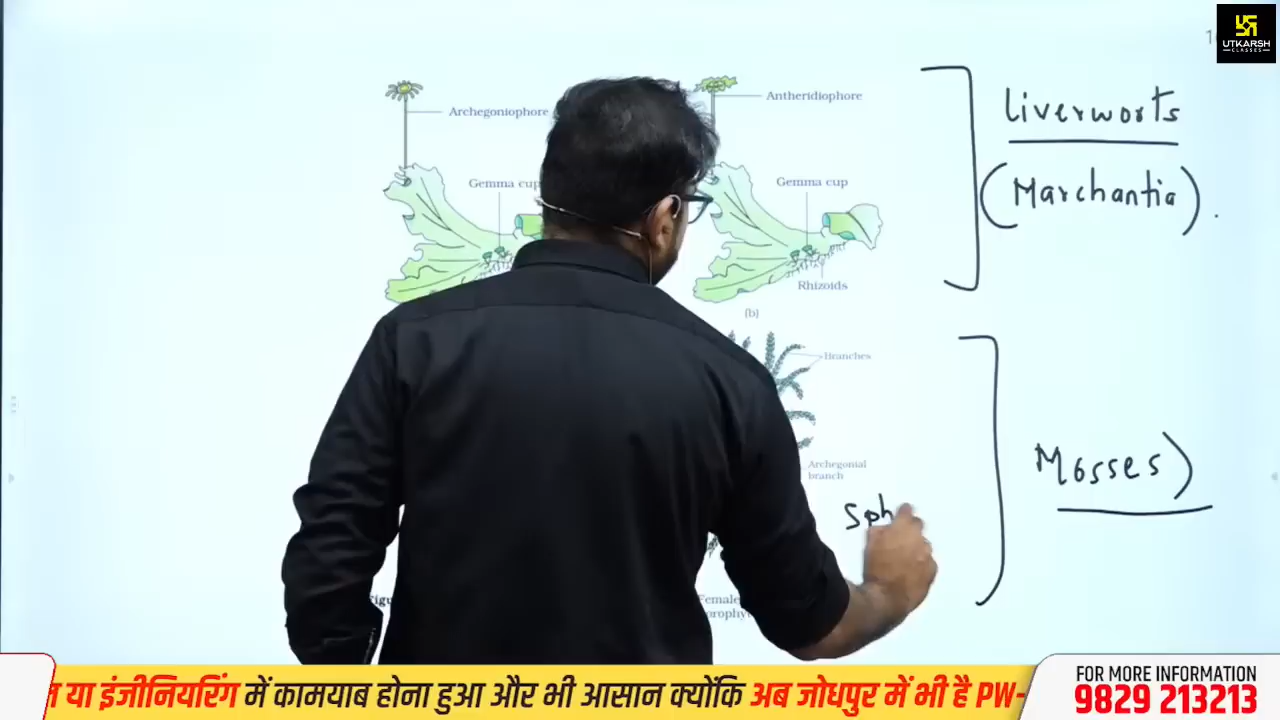 UTKARSH
CLASSES
Archegoniophore
Antheridiophore
Liverworts
Gemma cup
Gemma cup
(Marchantia).
Rhizoids
(b)
Branches
Archegonial
branch
Mosses)
Sph
Female
या इंजीनियरिंग में कामयाब होना हुआ और भी आसान क्योंकि अब जोधपुर में भी है PW-
FOR MORE INFORMATION
9829 213213